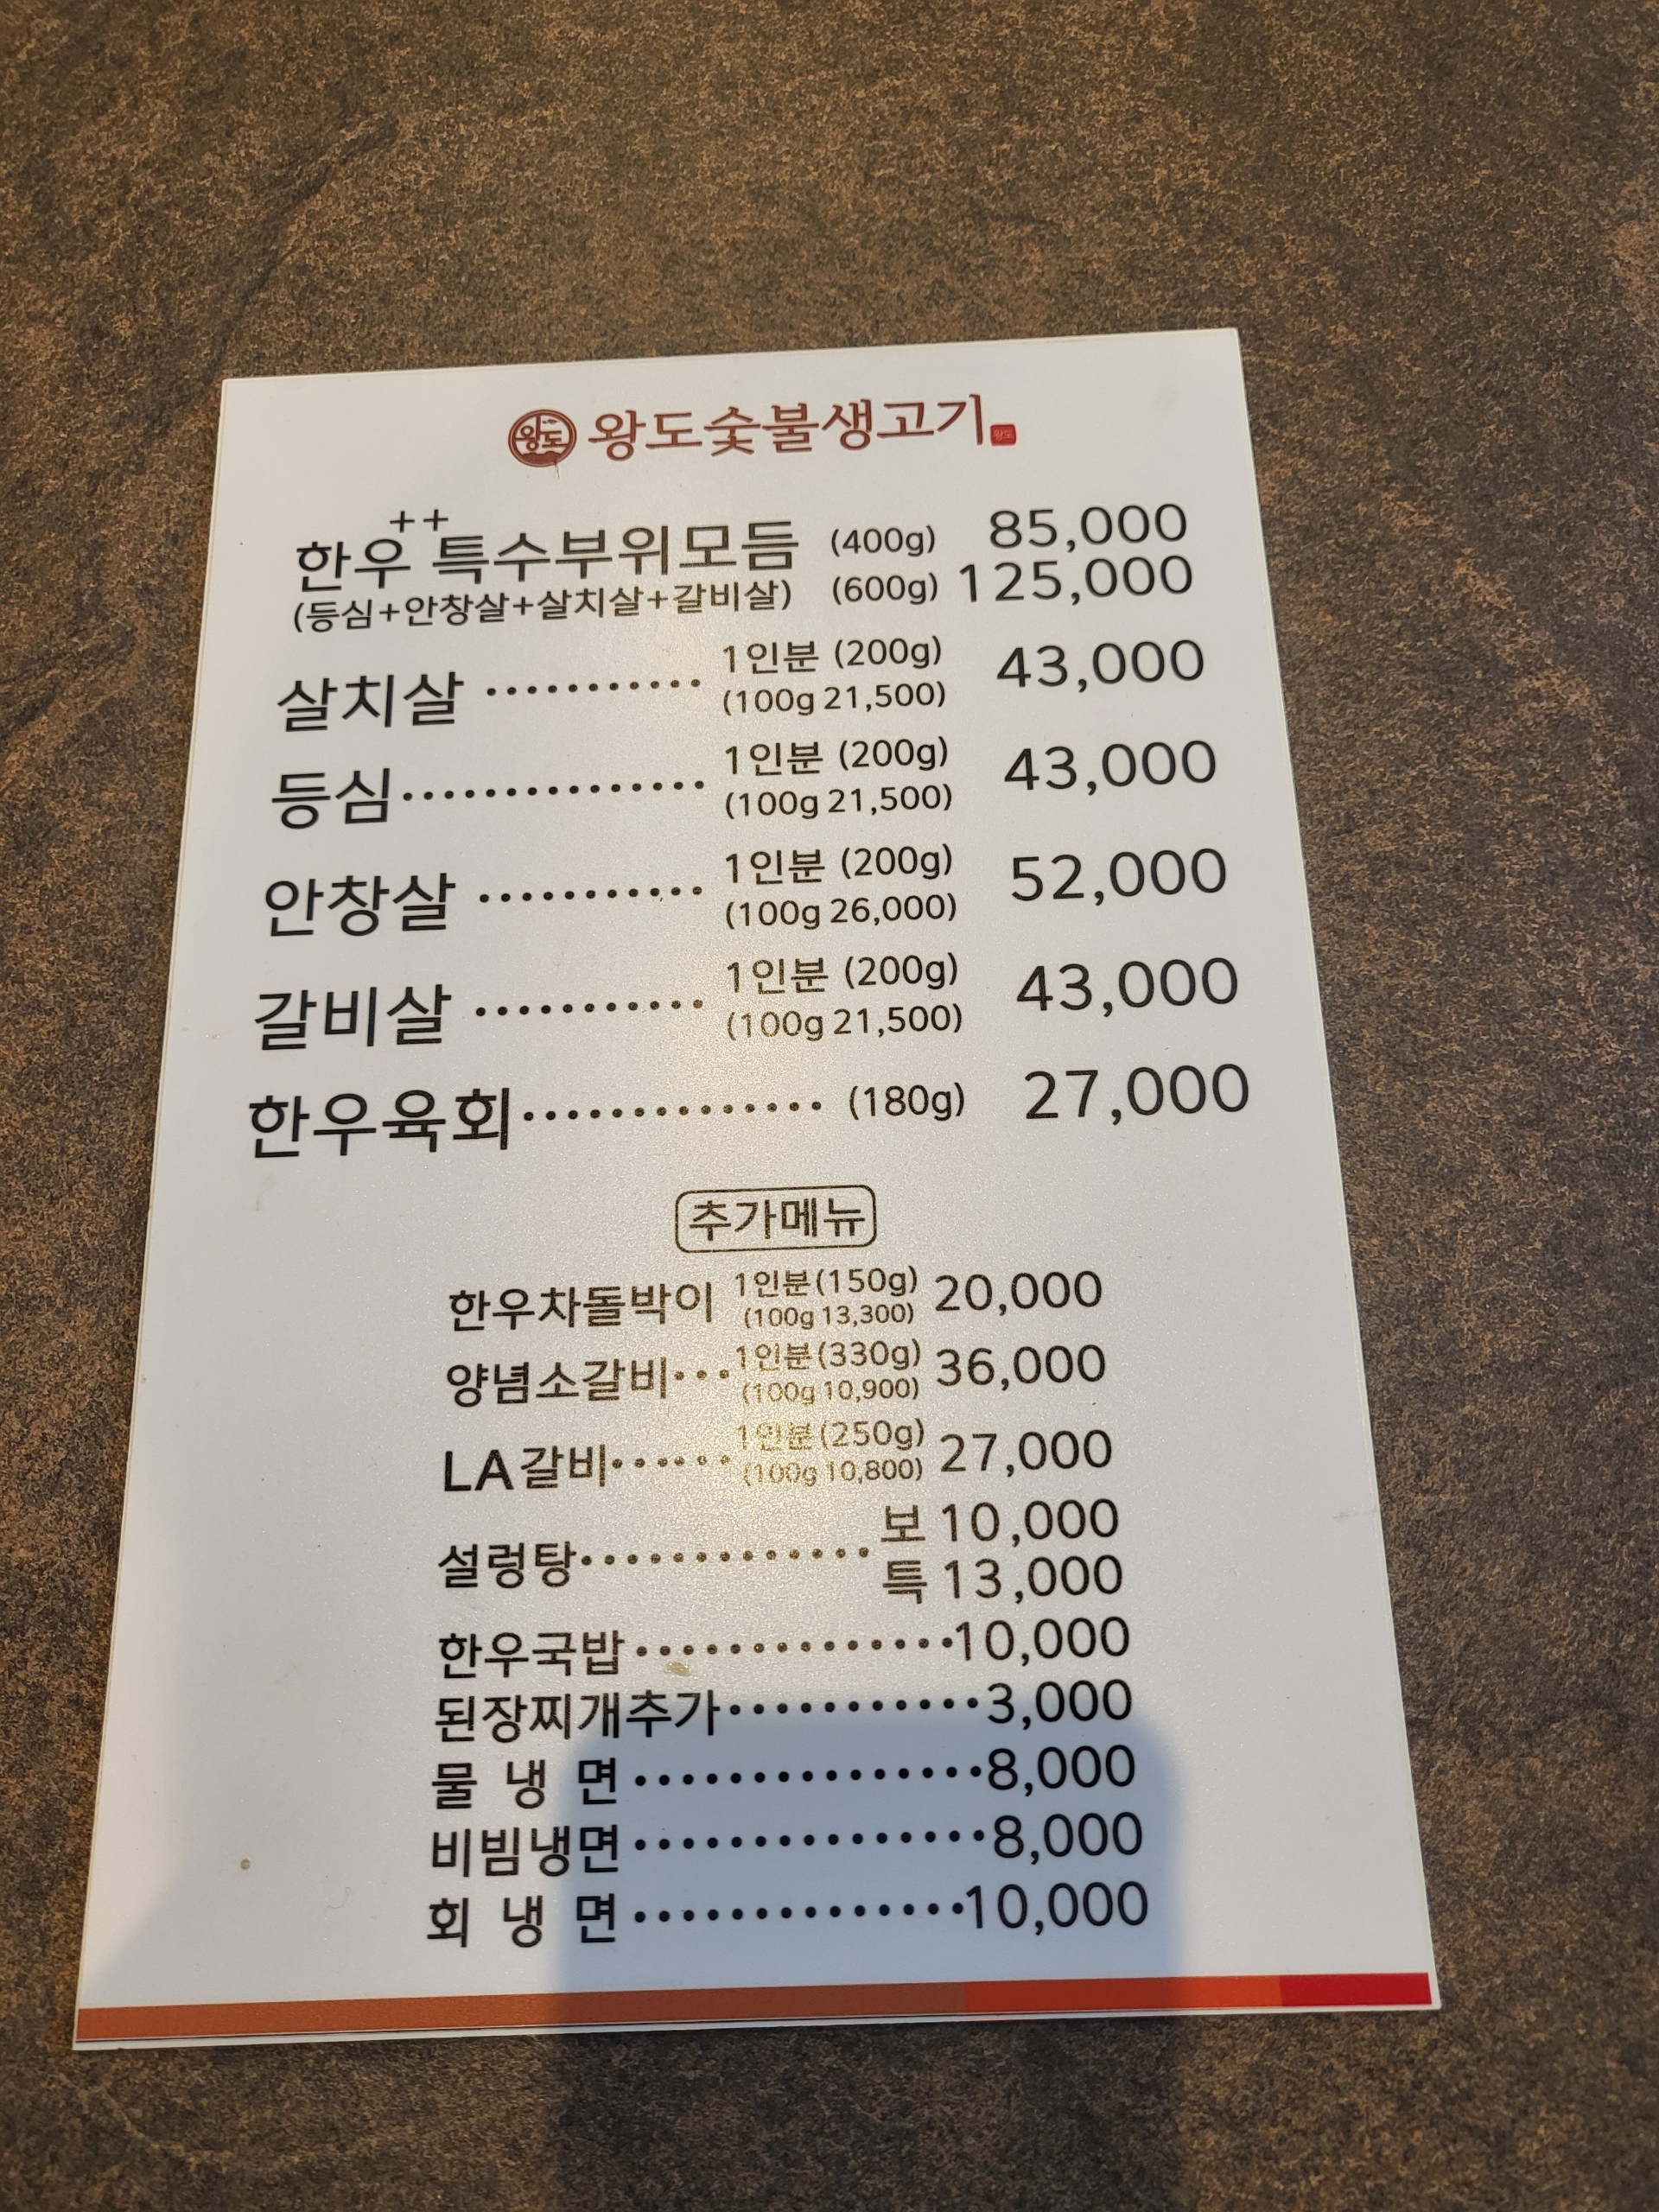 왕도 왕도숯불생고기 왕도
++
한우 특수부위모듬 (400g) 85,000
(등심+안창살+살치살+갈비살) (600g) 125,000
살치살 ··········· 1인분 (200g) 43,000
(100g 21,500)
등심··············· 1인분 (200g) 43,000
(100g 21,500)
안창살 ··········· 1인분 (200g) 52,000
(100g 26,000)
갈비살 ··········· 1인분 (200g) 43,000
(100g 21,500)
한우육회·············· (180g) 27,000
추가메뉴
한우차돌박이 1인분(150g) 20,000
(100g 13,300)
양념소갈비··· 1인분(330g) 36,000
(100g 10,900)
LA갈비······ 1인분(250g) 27,000
(100g 10,800)
설렁탕············· 보 10,000
특 13,000
한우국밥··············10,000
된장찌개추가···········3,000
물 냉 면···············8,000
비빔냉면···············8,000
회 냉 면··············10,000